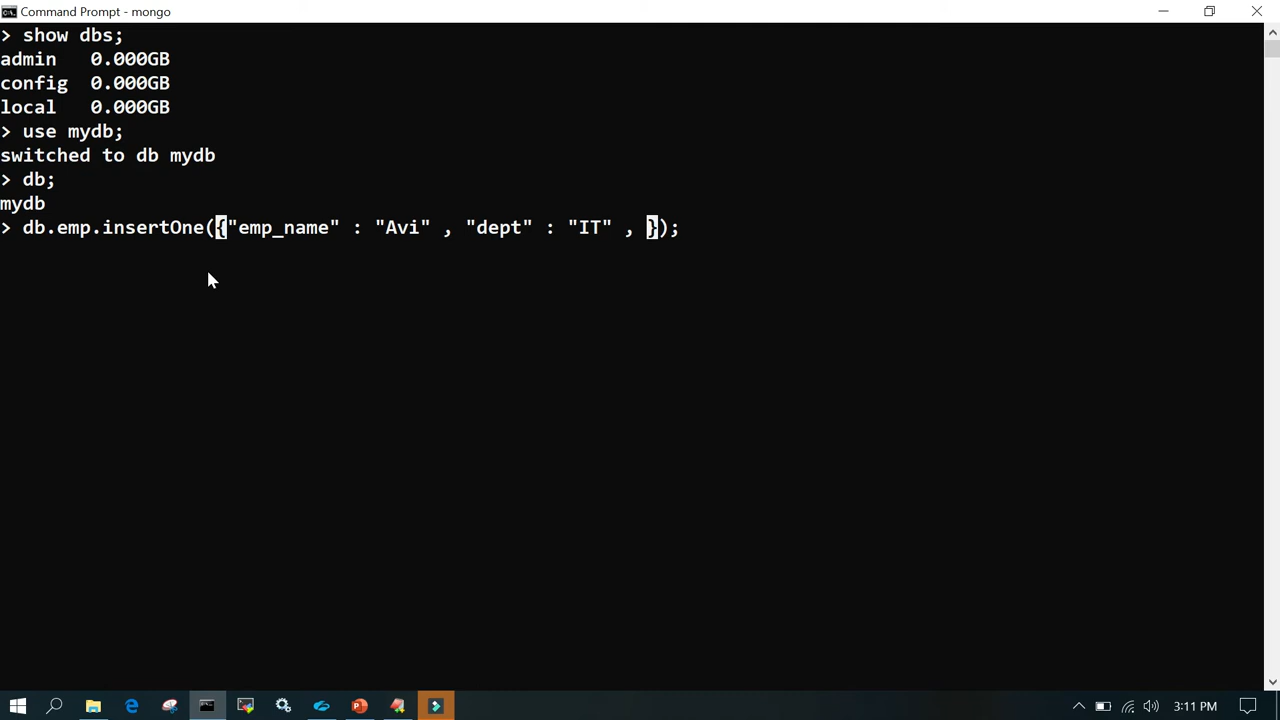 Command Prompt - mongo
> show dbs;
admin   0.000GB
config  0.000GB
local   0.000GB
> use mydb;
switched to db mydb
> db;
mydb
> db.emp.insertOne({"emp_name" : "Avi" , "dept" : "IT" , });
3:11 PM